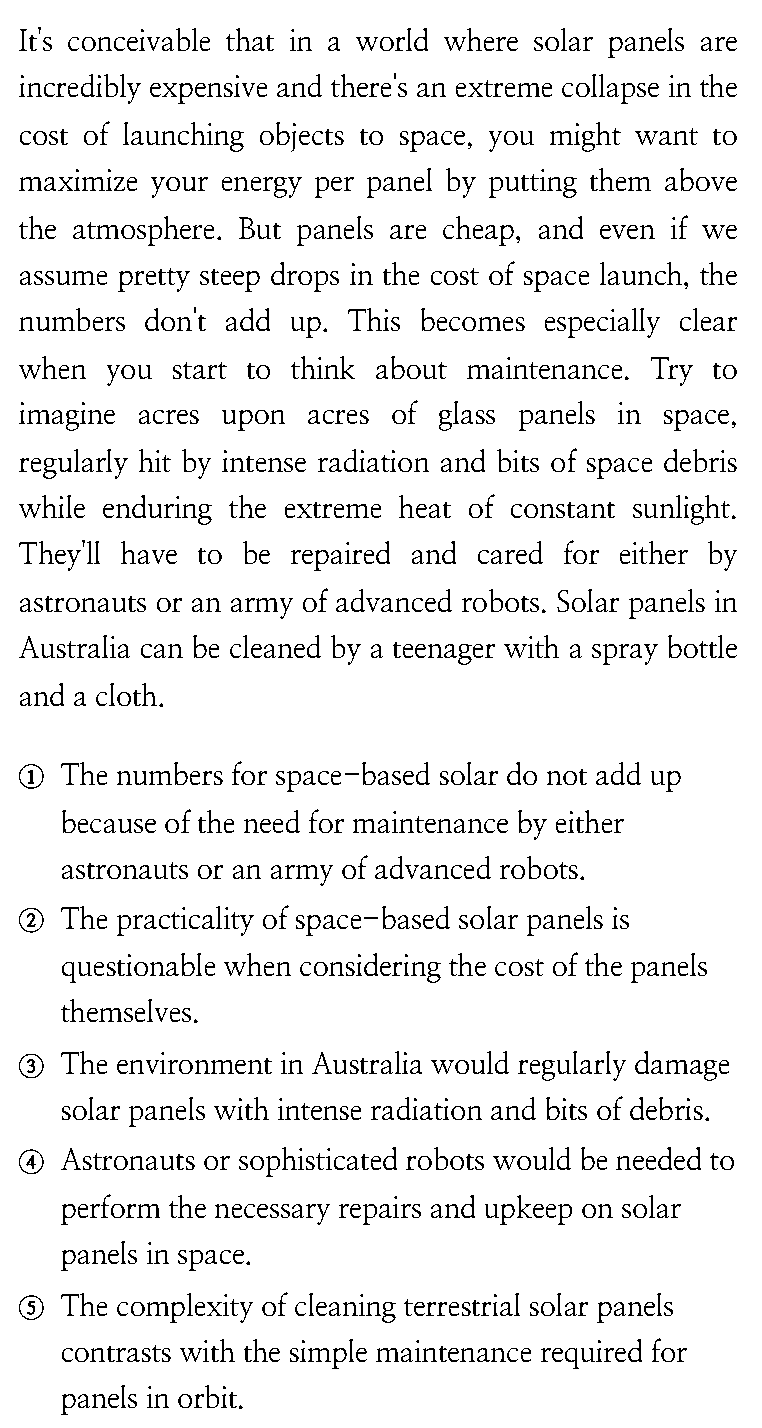 It's conceivable that in a world where solar panels are
incredibly expensive and there's an extreme collapse in the
cost of launching objects to space, you might want to
maximize your energy per panel by putting them above
the atmosphere. But panels are cheap, and even if we
assume pretty steep drops in the cost of space launch, the
numbers don't add up. This becomes especially clear
when you start to think about maintenance. Try to
imagine acres upon acres of glass panels in space,
regularly hit by intense radiation and bits of space debris
while enduring the extreme heat of constant sunlight.
They'll have to be repaired and cared for either by
astronauts or an army of advanced robots. Solar panels in
Australia can be cleaned by a teenager with a spray bottle
and a cloth.
① The numbers for space-based solar do not add up
because of the need for maintenance by either
astronauts or an army of advanced robots.
② The practicality of space-based solar panels is
questionable when considering the cost of the panels
themselves.
③ The environment in Australia would regularly damage
solar panels with intense radiation and bits of debris.
④ Astronauts or sophisticated robots would be needed to
perform the necessary repairs and upkeep on solar
panels in space.
⑤ The complexity of cleaning terrestrial solar panels
contrasts with the simple maintenance required for
panels in orbit.